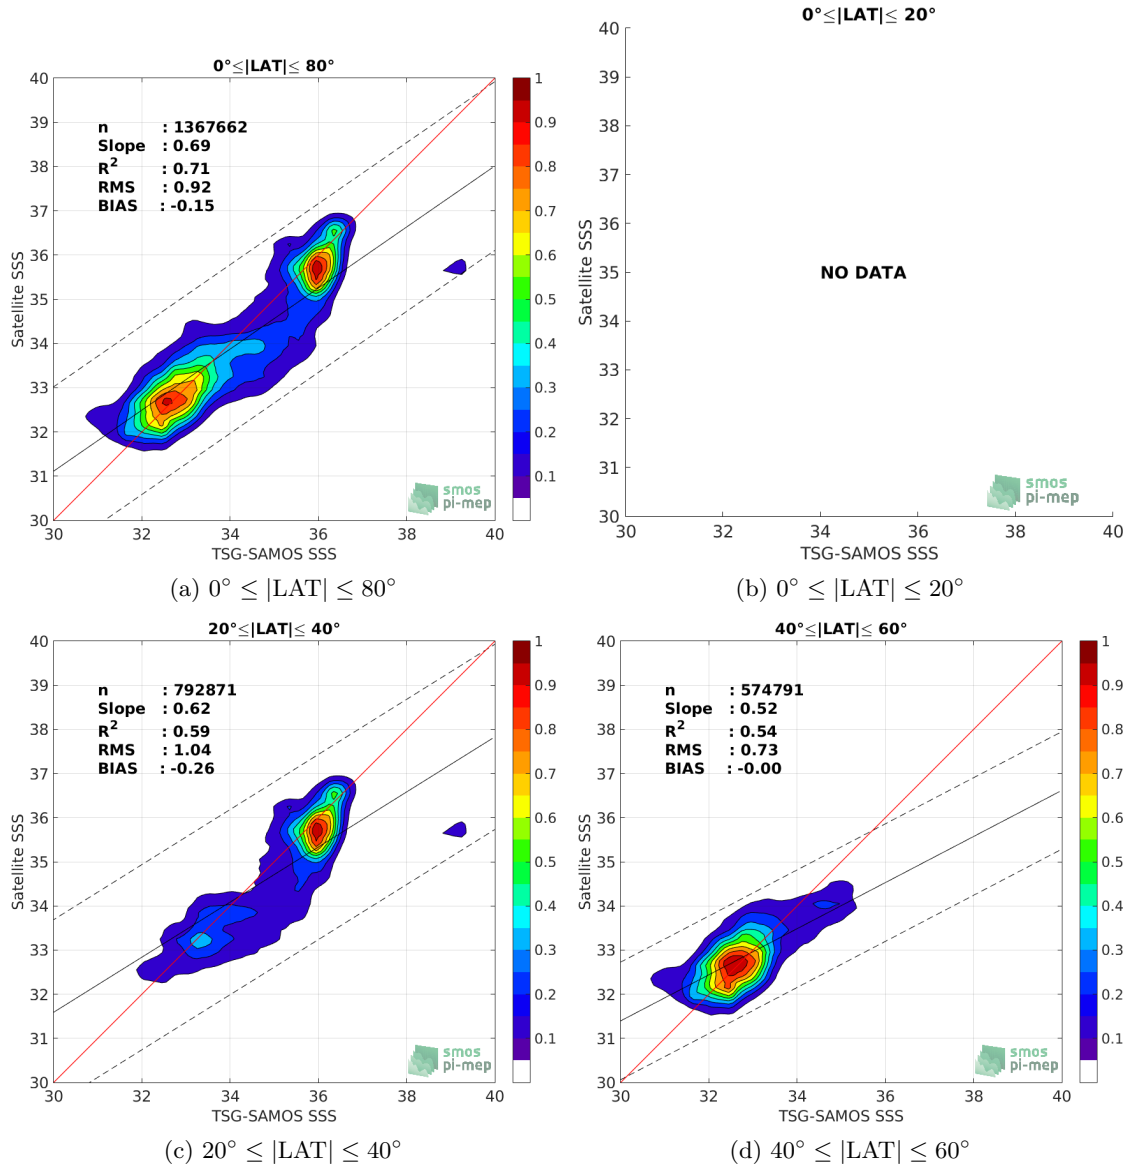 0°≤|LAT|≤ 80°
40
39
38
37
36
35
34
33
32
31
30
Satellite SSS
n : 1367662
Slope : 0.69
R² : 0.71
RMS : 0.92
BIAS : -0.15
smos
pi-mep
30 32 34 36 38 40
TSG-SAMOS SSS
1
0.9
0.8
0.7
0.6
0.5
0.4
0.3
0.2
0.1
(a) 0° ≤ |LAT| ≤ 80°
0°≤|LAT|≤ 20°
40
39
38
37
36
35
34
33
32
31
30
Satellite SSS
NO DATA
smos
pi-mep
30 32 34 36 38 40
TSG-SAMOS SSS
(b) 0° ≤ |LAT| ≤ 20°
20°≤|LAT|≤ 40°
40
39
38
37
36
35
34
33
32
31
30
Satellite SSS
n : 792871
Slope : 0.62
R² : 0.59
RMS : 1.04
BIAS : -0.26
smos
pi-mep
30 32 34 36 38 40
TSG-SAMOS SSS
1
0.9
0.8
0.7
0.6
0.5
0.4
0.3
0.2
0.1
(c) 20° ≤ |LAT| ≤ 40°
40°≤|LAT|≤ 60°
40
39
38
37
36
35
34
33
32
31
30
Satellite SSS
n : 574791
Slope : 0.52
R² : 0.54
RMS : 0.73
BIAS : -0.00
smos
pi-mep
30 32 34 36 38 40
TSG-SAMOS SSS
1
0.9
0.8
0.7
0.6
0.5
0.4
0.3
0.2
0.1
(d) 40° ≤ |LAT| ≤ 60°